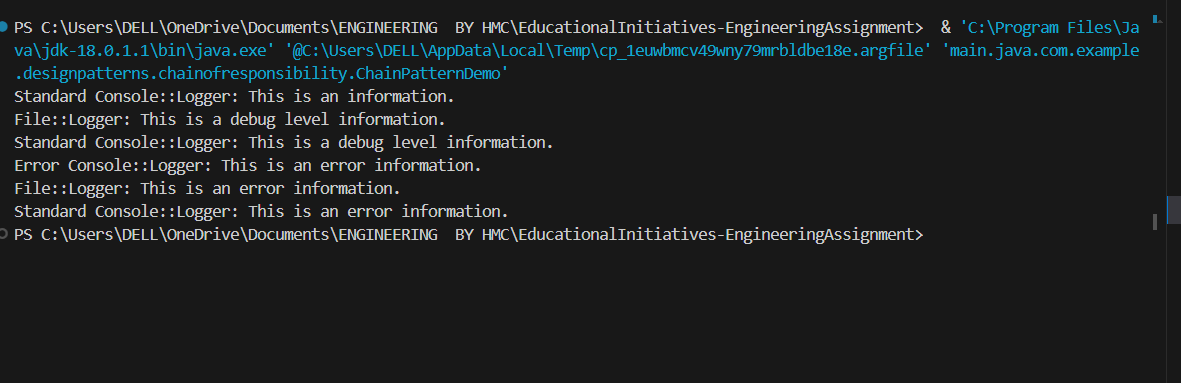 PS C:\Users\DELL\OneDrive\Documents\ENGINEERING  BY HMC\EducationalInitiatives-EngineeringAssignment>  & 'C:\Program Files\Ja
va\jdk-18.0.1.1\bin\java.exe' '@C:\Users\DELL\AppData\Local\Temp\cp_1euwbmcv49wny79mrbldbe18e.argfile' 'main.java.com.example
.designpatterns.chainofresponsibility.ChainPatternDemo'
Standard Console::Logger: This is an information.
File::Logger: This is a debug level information.
Standard Console::Logger: This is a debug level information.
Error Console::Logger: This is an error information.
File::Logger: This is an error information.
Standard Console::Logger: This is an error information.
PS C:\Users\DELL\OneDrive\Documents\ENGINEERING  BY HMC\EducationalInitiatives-EngineeringAssignment>